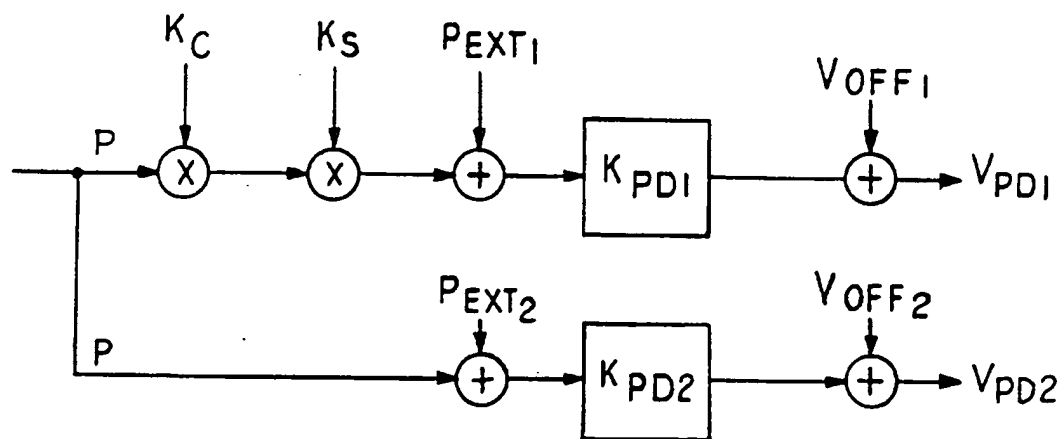 K_C K_S P_EXT1 V_OFF1
P X X + K_PD1 + V_PD1
P_EXT2 V_OFF2
P + K_PD2 + V_PD2